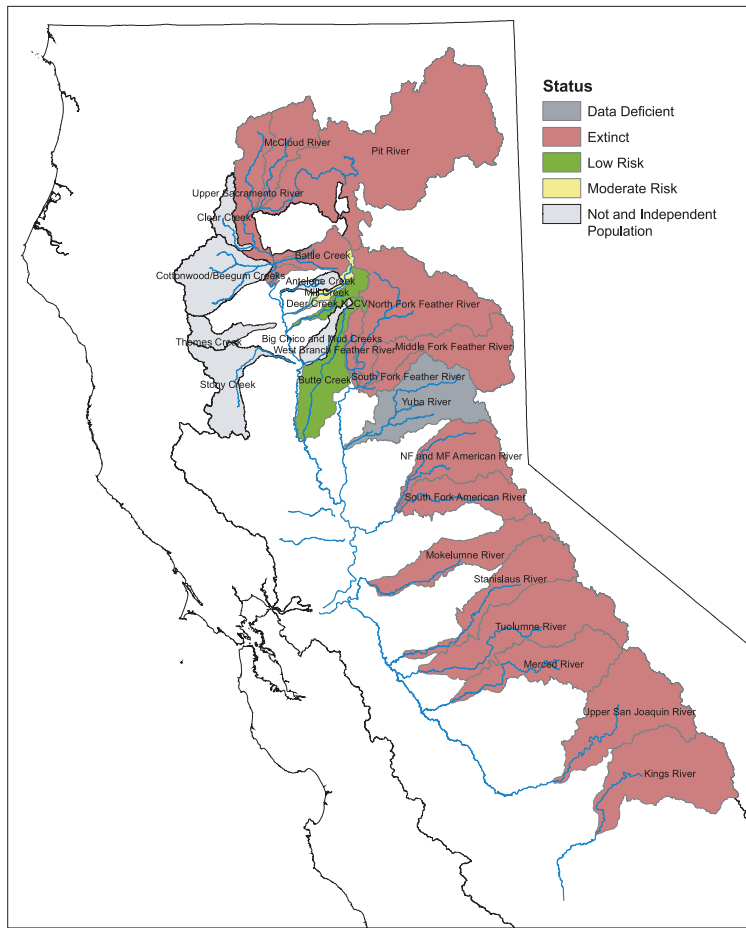 Status
Data Deficient
Extinct
Low Risk
Moderate Risk
Not and Independent
Population
McCloud River
Pit River
Upper Sacramento River
Clear Creek
Battle Creek
Cottonwood/Beegum Creeks
Antelope Creek
Mill Creek
Deer Creek
North Fork Feather River
Big Chico and Mud Creeks
Thomes Creek
West Branch Feather River
Middle Fork Feather River
Stony Creek
Butte Creek
South Fork Feather River
Yuba River
NF and MF American River
South Fork American River
Mokelumne River
Stanislaus River
Tuolumne River
Merced River
Upper San Joaquin River
Kings River